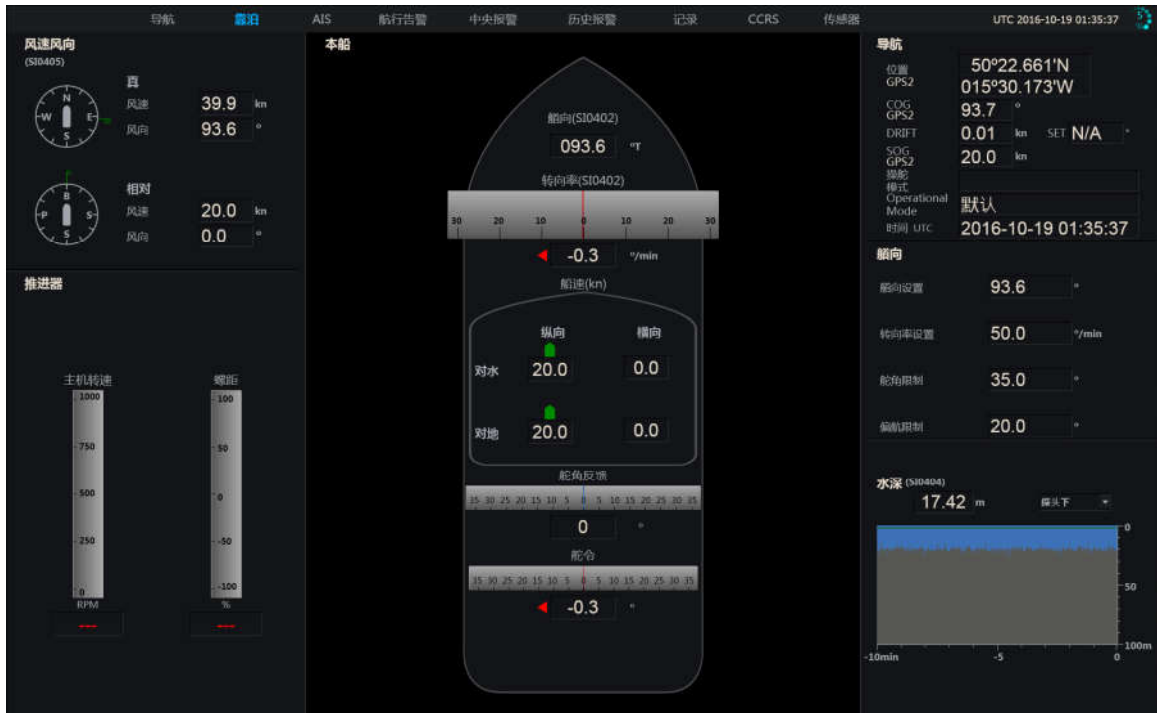 导航 靠泊 AIS 航行告警 中央报警 历史报警 记录 CCRS 传感器 UTC 2016-10-19 01:35:37
风速风向
(SI0405)
N
W E
S
真
风速 39.9 kn
风向 93.6 °
B
P S
S
相对
风速 20.0 kn
风向 0.0 °
推进器
主机转速 螺距
1000 100
750 50
500 0
250 -50
0 -100
RPM %
--- ---
本船
艏向(SI0402)
093.6 °T
转向率(SI0402)
30 20 10 0 10 20 30
-0.3 °/min
船速(kn)
纵向 横向
对水 20.0 0.0
对地 20.0 0.0
舵角反馈
35 30 25 20 15 10 5 0 5 10 15 20 25 30 35
0 °
舵令
35 30 25 20 15 10 5 0 5 10 15 20 25 30 35
-0.3 °
导航
位置 50°22.661'N
GPS2 015°30.173'W
COG 93.7 °
GPS2
DRIFT 0.01 kn SET N/A °
SOG 20.0 kn
GPS2
操舵
模式
Operational
Mode 默认
时间 UTC 2016-10-19 01:35:37
艏向
艏向设置 93.6 °
转向率设置 50.0 °/min
舵角限制 35.0 °
偏航限制 20.0 °
水深 (SI0404)
17.42 m 探头下
0
50
100m
-10min -5 0